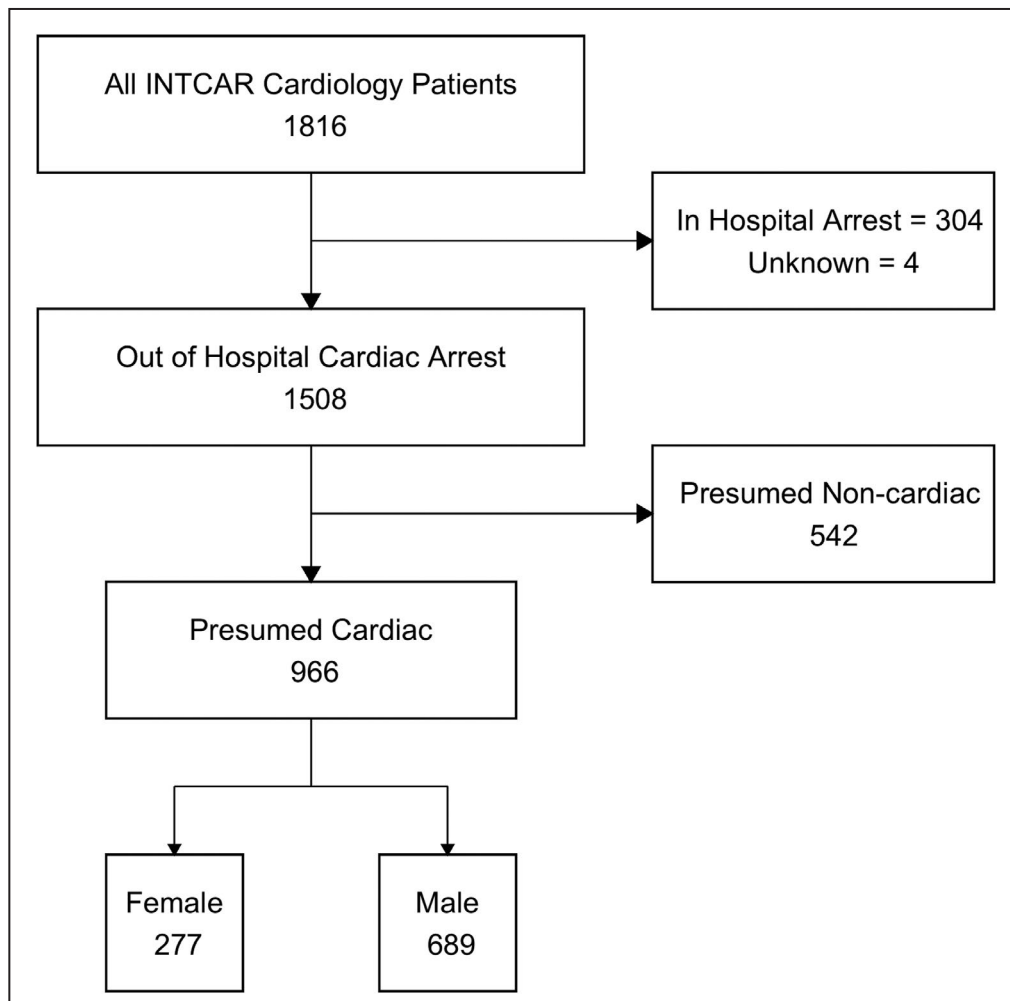 All INTCAR Cardiology Patients
1816
In Hospital Arrest = 304
Unknown = 4
Out of Hospital Cardiac Arrest
1508
Presumed Non-cardiac
542
Presumed Cardiac
966
Female
277
Male
689